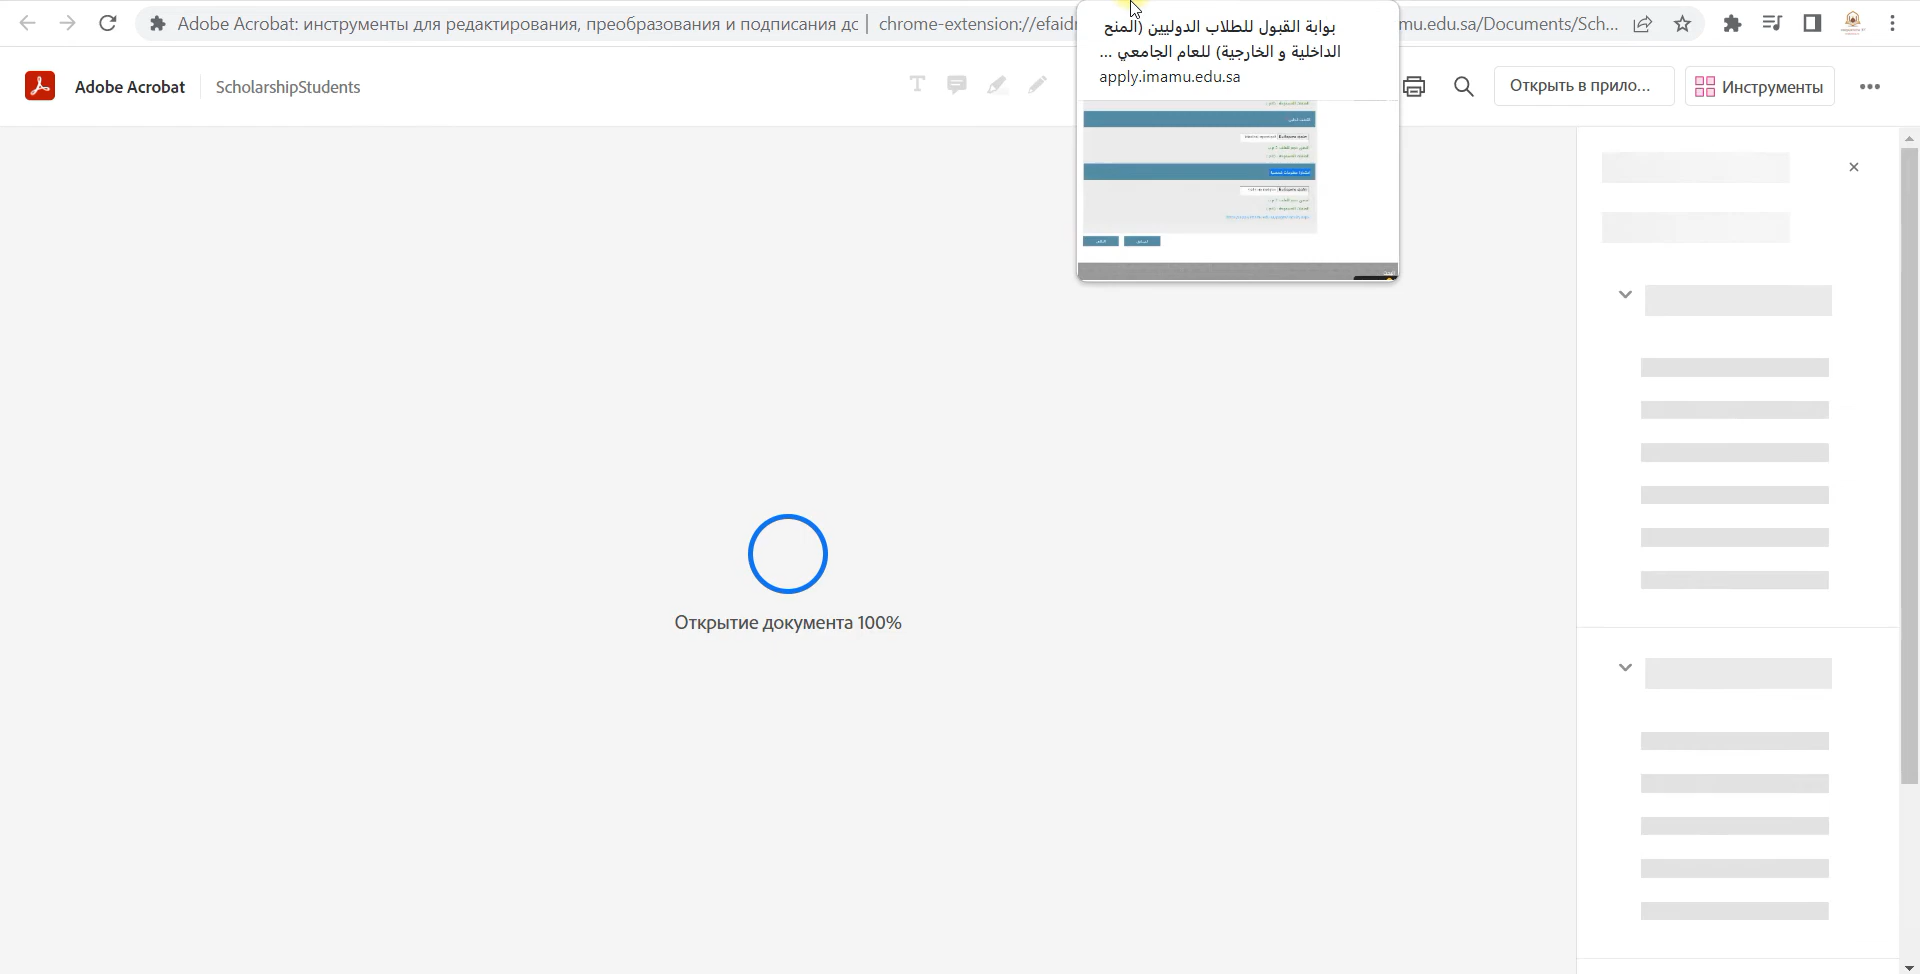 Adobe Acrobat: инструменты для редактирования, преобразования и подписания дс | chrome-extension://efaidr
mu.edu.sa/Documents/Sch...
بوابة القبول للطلاب الدوليين (المنح
الداخلية و الخارجية) للعام الجامعي ...
apply.imamu.edu.sa
Adobe Acrobat
ScholarshipStudents
Открыть в прило...
Инструменты
Открытие документа 100%